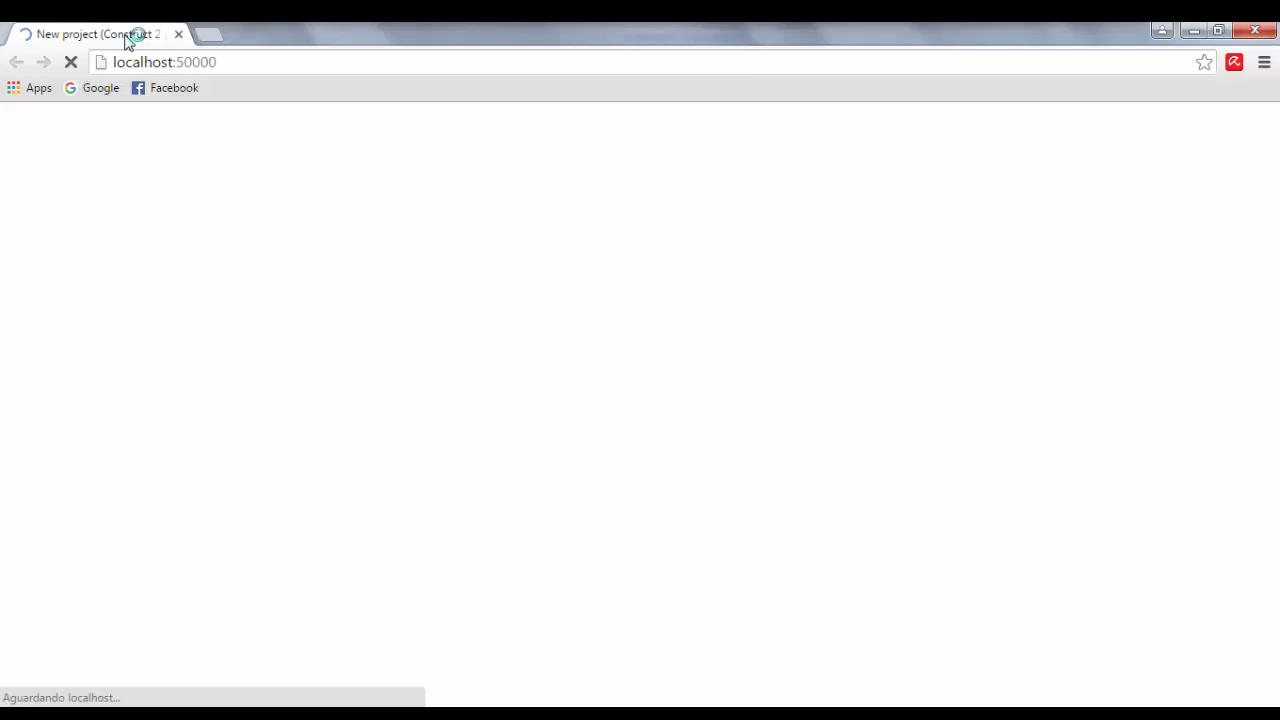 New project (Construct 2
localhost:50000
Apps Google Facebook
Aguardando localhost...